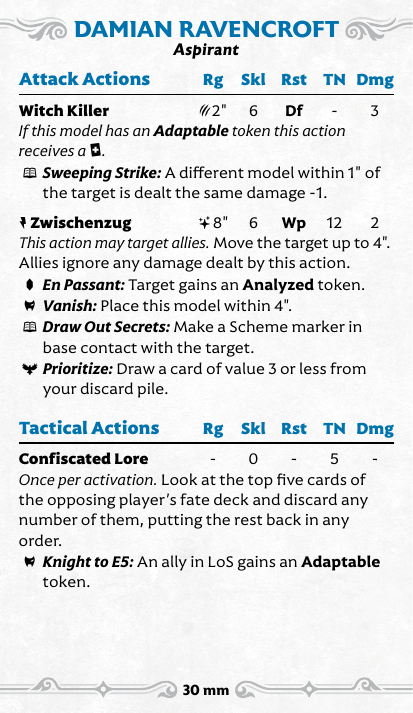 DAMIAN RAVENCROFT
Aspirant
Attack Actions Rg Skl Rst TN Dmg
Witch Killer 2" 6 Df - 3
If this model has an Adaptable token this action
receives a .
Sweeping Strike: A different model within 1" of
the target is dealt the same damage -1.
Zwischenzug 8" 6 Wp 12 2
This action may target allies. Move the target up to 4".
Allies ignore any damage dealt by this action.
En Passant: Target gains an Analyzed token.
Vanish: Place this model within 4".
Draw Out Secrets: Make a Scheme marker in
base contact with the target.
Prioritize: Draw a card of value 3 or less from
your discard pile.
Tactical Actions Rg Skl Rst TN Dmg
Confiscated Lore - 0 - 5 -
Once per activation. Look at the top five cards of
the opposing player's fate deck and discard any
number of them, putting the rest back in any
order.
Knight to E5: An ally in LoS gains an Adaptable
token.
30 mm